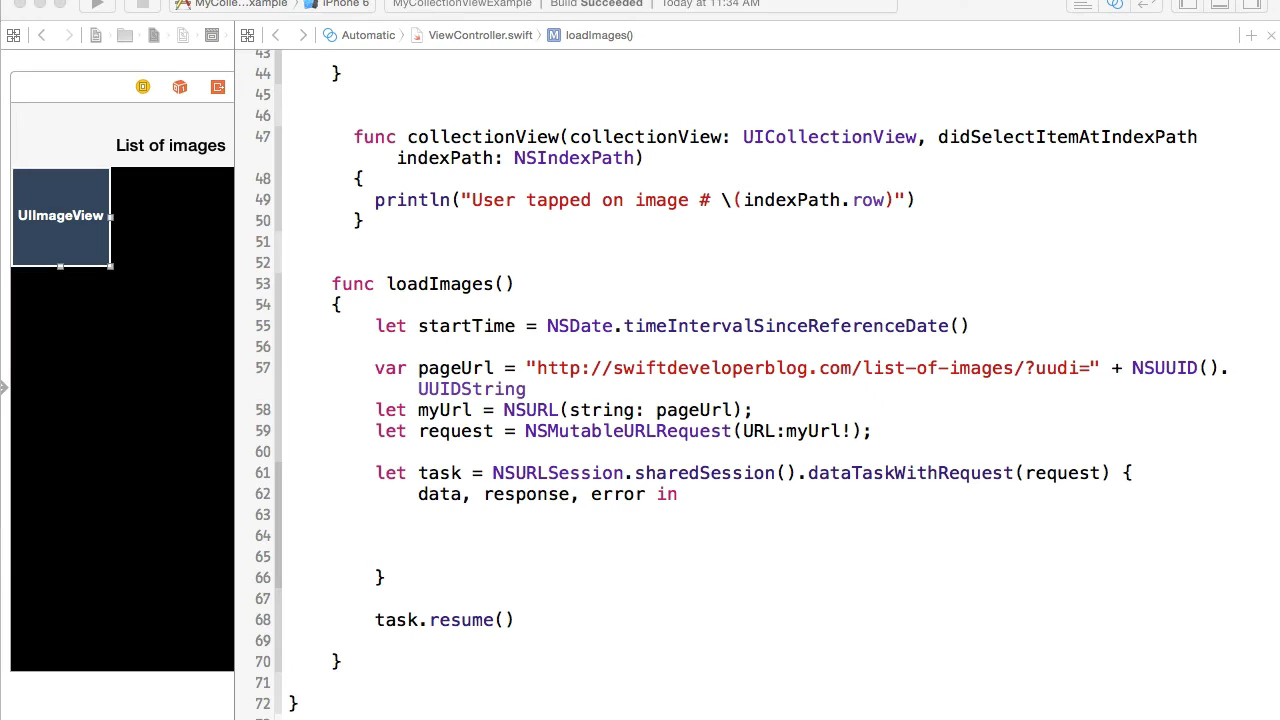 MyColle...xample iPhone 6 MyCollectionViewExample | Build Succeeded | Today at 11:34 AM
Automatic ViewController.swift M loadImages()
List of images
UIImageView
43
44 }
45
46
47 func collectionView(collectionView: UICollectionView, didSelectItemAtIndexPath
indexPath: NSIndexPath)
48 {
49 println("User tapped on image # \(indexPath.row)")
50 }
51
52
53 func loadImages()
54 {
55 let startTime = NSDate.timeIntervalSinceReferenceDate()
56
57 var pageUrl = "http://swiftdeveloperblog.com/list-of-images/?uudi=" + NSUUID().
UUIDString
58 let myUrl = NSURL(string: pageUrl);
59 let request = NSMutableURLRequest(URL:myUrl!);
60
61 let task = NSURLSession.sharedSession().dataTaskWithRequest(request) {
62 data, response, error in
63
64
65
66 }
67
68 task.resume()
69
70 }
71
72 }